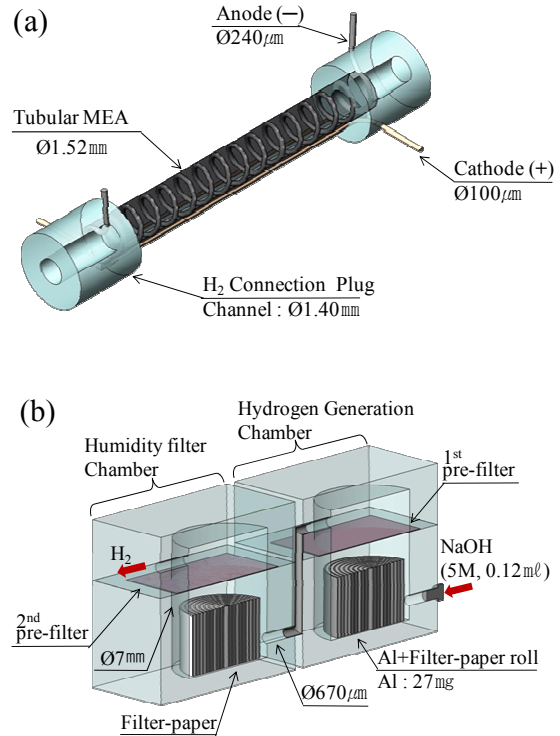 (a)
Anode (—)
Ø240μm
Tubular MEA
Ø1.52㎜
Cathode (+)
Ø100μm
H2 Connection Plug
Channel : Ø1.40㎜
(b)
Hydrogen Generation
Chamber
Humidity filter
Chamber
1st
pre-filter
H2
NaOH
(5M, 0.12㎖)
2nd
pre-filter
Ø7㎜
Al+Filter-paper roll
Al : 27㎎
Ø670μm
Filter-paper